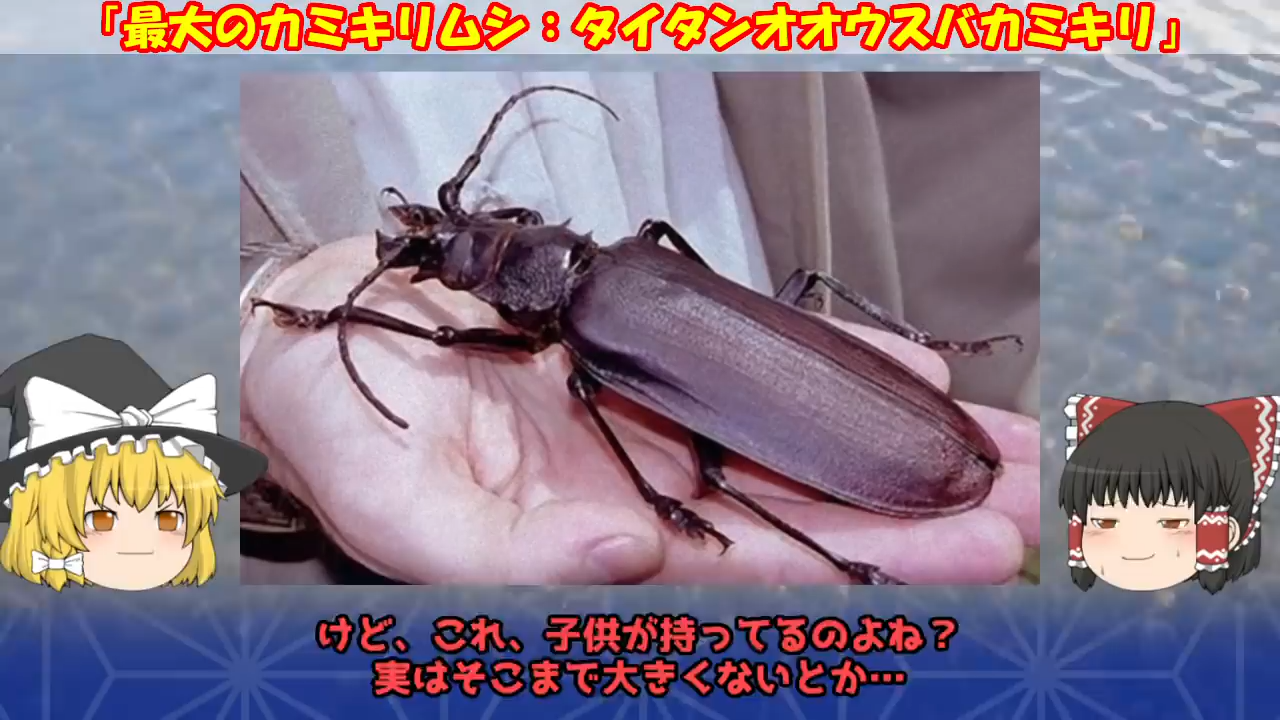 「最大のカミキリムシ：タイタンオオウスバカミキリ」
けど、これ、子供が持ってるのよね？
実はそこまで大きくないとか…